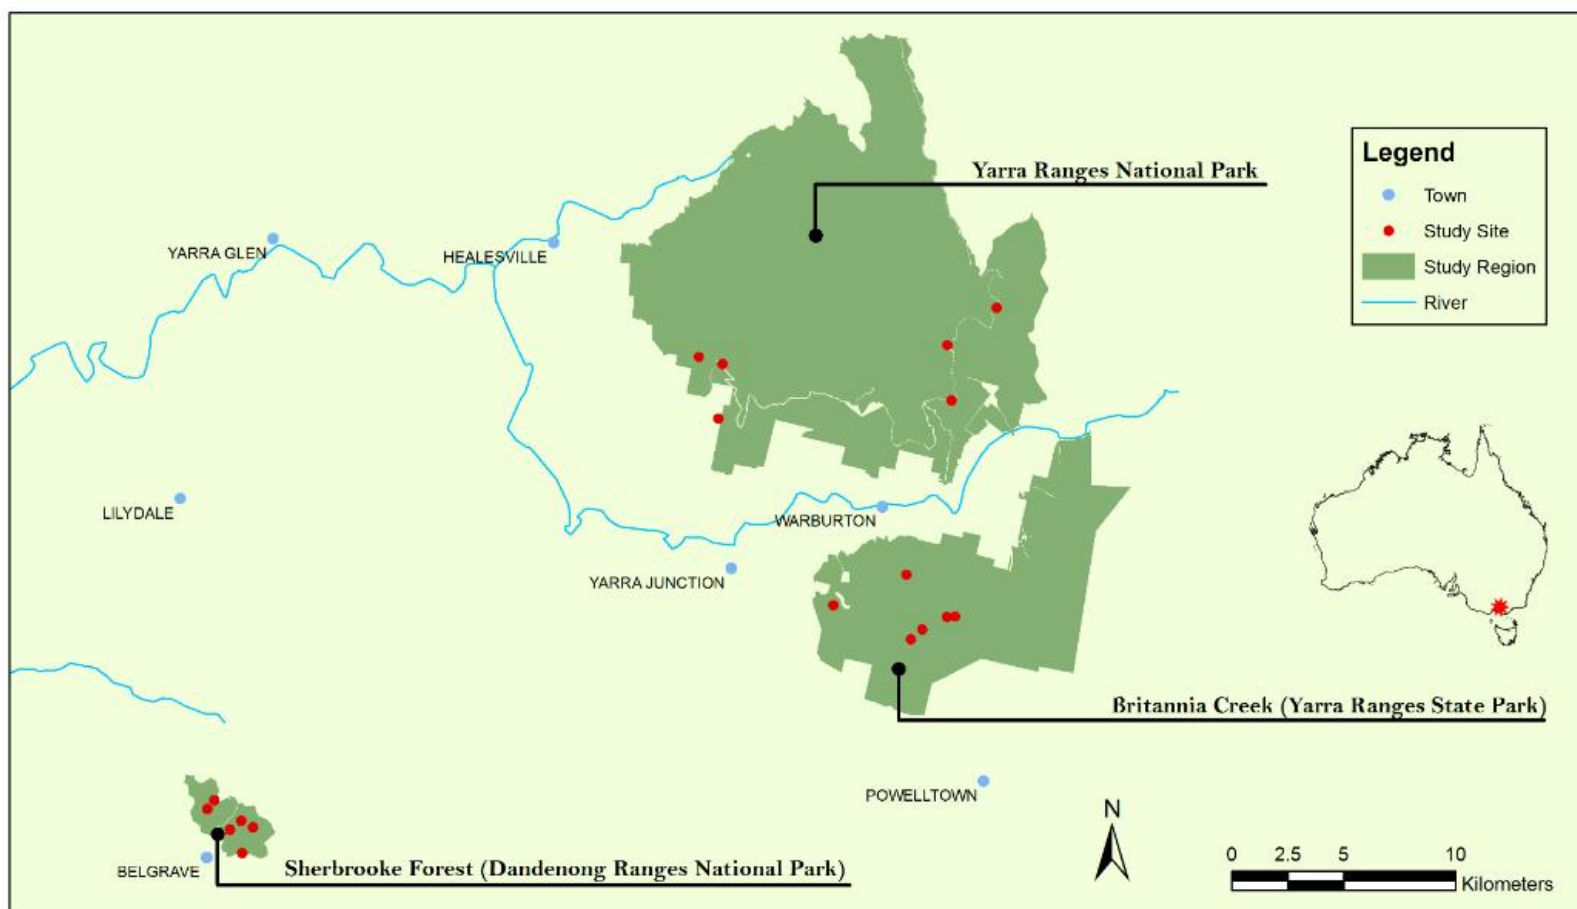 Yarra Ranges National Park
Legend
Town
Study Site
Study Region
River
YARRA GLEN
HEALESVILLE
LILYDALE
WARBURTON
YARRA JUNCTION
Britannia Creek (Yarra Ranges State Park)
POWELLTOWN
N
BELGRAVE
Sherbrooke Forest (Dandenong Ranges National Park)
0 2.5 5 10
Kilometers